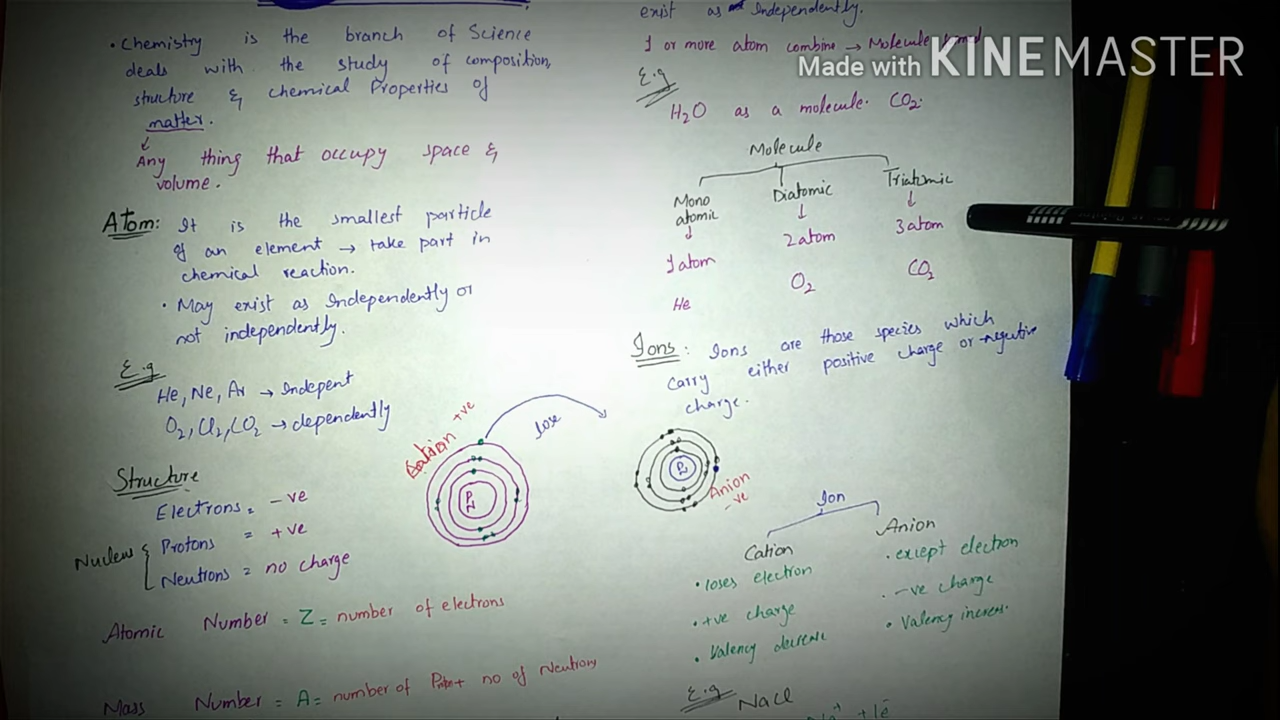 • Chemistry is the branch of Science
deals with the study of composition,
structure & chemical Properties of
matter.
Any thing that occupy space &
volume.
Atom: It is the smallest particle
of an element → take part in
chemical reaction.
• May exist as Independently or
not independently.
E.g
He, Ne, Ar → Indepent
O2, Cl2, CO2 → dependently
Structure
Electrons = -ve
Nucleus { Protons = +ve
Neutrons = no charge
Atomic Number = Z = number of electrons
Mass Number = A = number of + no of Neutrons
Cation +ve
lose
P
N
exist as Independently.
1 or more atom combine → Molecule
Made with KINEMASTER
E.g
H2O as a molecule. CO2.
Molecule
Mono atomic
Diatomic
Triatomic
1 atom
2 atom
3 atom
He
O2
CO2
Ions: Ions are those species which
carry either positive charge or negative
charge.
P
Anion
-ve
Ion
Cation
Anion
• loses electron
• except electron
• +ve charge
• -ve charge
• Valency decrease
• Valency increas.
E.g NaCl
+ 1e-